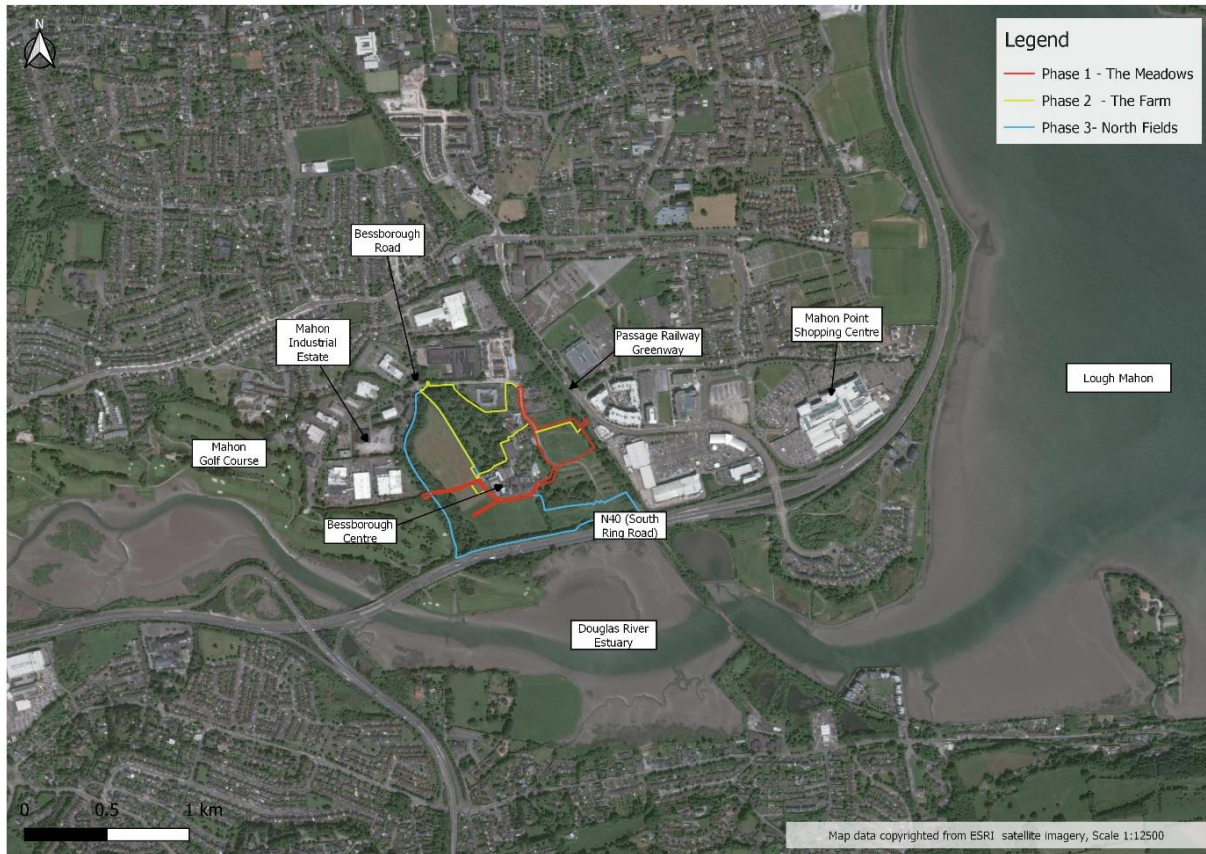 N
Legend
Phase 1 - The Meadows
Phase 2 - The Farm
Phase 3- North Fields
Bessborough
Road
Mahon
Industrial
Estate
Passage Railway
Greenway
Mahon Point
Shopping Centre
Lough Mahon
Mahon
Golf Course
Bessborough
Centre
N40 (South
Ring Road)
Douglas River
Estuary
0 0.5 1 km
Map data copyrighted from ESRI satellite imagery, Scale 1:12500